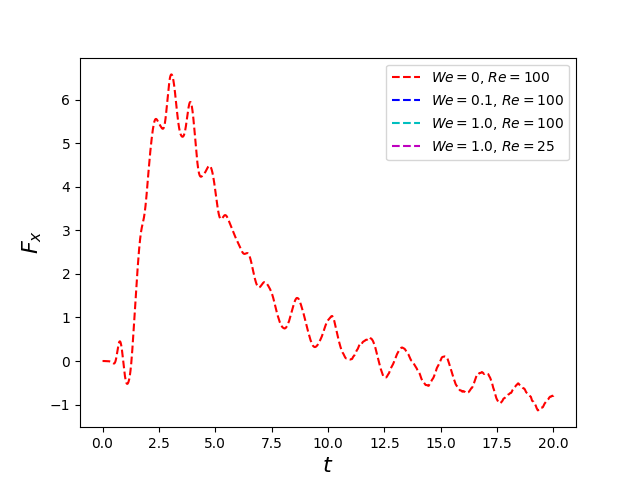 We = 0, Re = 100
We = 0.1, Re = 100
We = 1.0, Re = 100
We = 1.0, Re = 25
6
5
4
3
2
1
0
−1
F_x
0.0 2.5 5.0 7.5 10.0 12.5 15.0 17.5 20.0
t